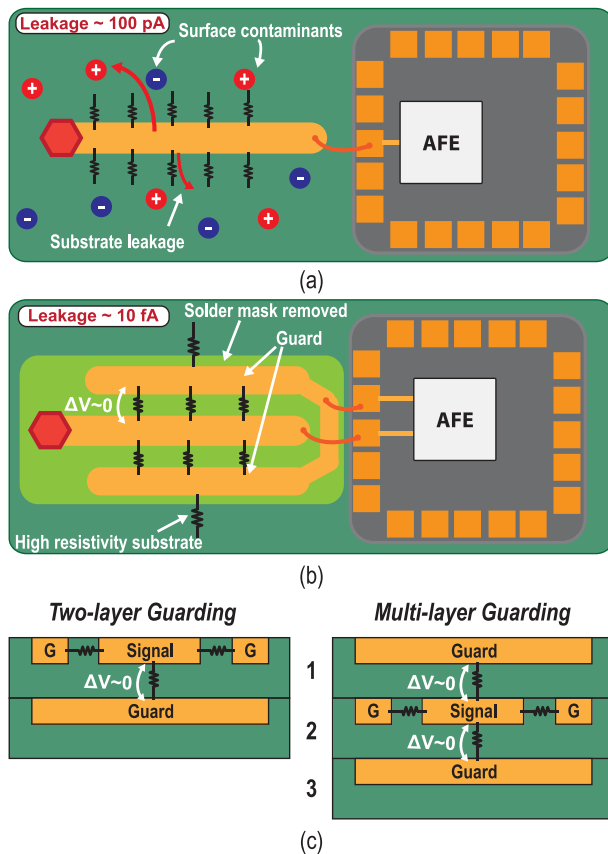 Leakage ~ 100 pA
Surface contaminants
+
-
+
+
AFE
-
+
+
-
-
-
Substrate leakage
(a)
Leakage ~ 10 fA
Solder mask removed
Guard
ΔV~0
AFE
High resistivity substrate
(b)
Two-layer Guarding
Multi-layer Guarding
G
Signal
G
ΔV~0
Guard
1
2
3
Guard
ΔV~0
G
Signal
G
ΔV~0
Guard
(c)